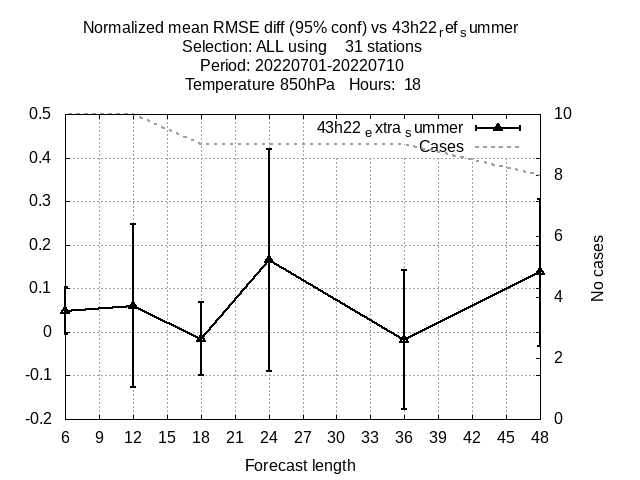 Normalized mean RMSE diff (95% conf) vs 43h22refsummer
Selection: ALL using 31 stations
Period: 20220701-20220710
Temperature 850hPa Hours: 18
43h22extrasummer
Cases
0.5
0.4
0.3
0.2
0.1
0
-0.1
-0.2
10
8
6
4
2
0
No cases
6 9 12 15 18 21 24 27 30 33 36 39 42 45 48
Forecast length